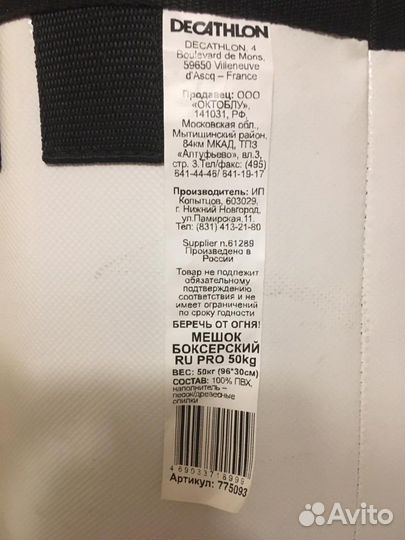 DECATHLON
DECATHLON, 4
Boulevard de Mons,
59650 Villeneuve
d'Ascq – France
Продавец: ООО
«ОКТОБЛУ»,
141031, РФ,
Московская обл.,
Мытищинский район,
84км МКАД, ТПЗ
«Алтуфьево», вл.3,
стр. 3.Тел/факс: (495)
641-44-46/ 641-19-17
Производитель: ИП
Копытцов, 603029,
г. Нижний Новгород,
ул.Памирская.11.
Тел: (831) 413-21-80
Supplier n.61289
Произведено в
России
Товар не подлежит
обязательному
подтверждению
соответствия и не
имеет ограничений
по сроку годности
БЕРЕЧЬ ОТ ОГНЯ!
МЕШОК
БОКСЕРСКИЙ
RU PRO 50kg
ВЕС: 50кг (96*30см)
СОСТАВ: 100% ПВХ,
наполнитель –
песок/древесные
опилки
Артикул: 775093
Avito